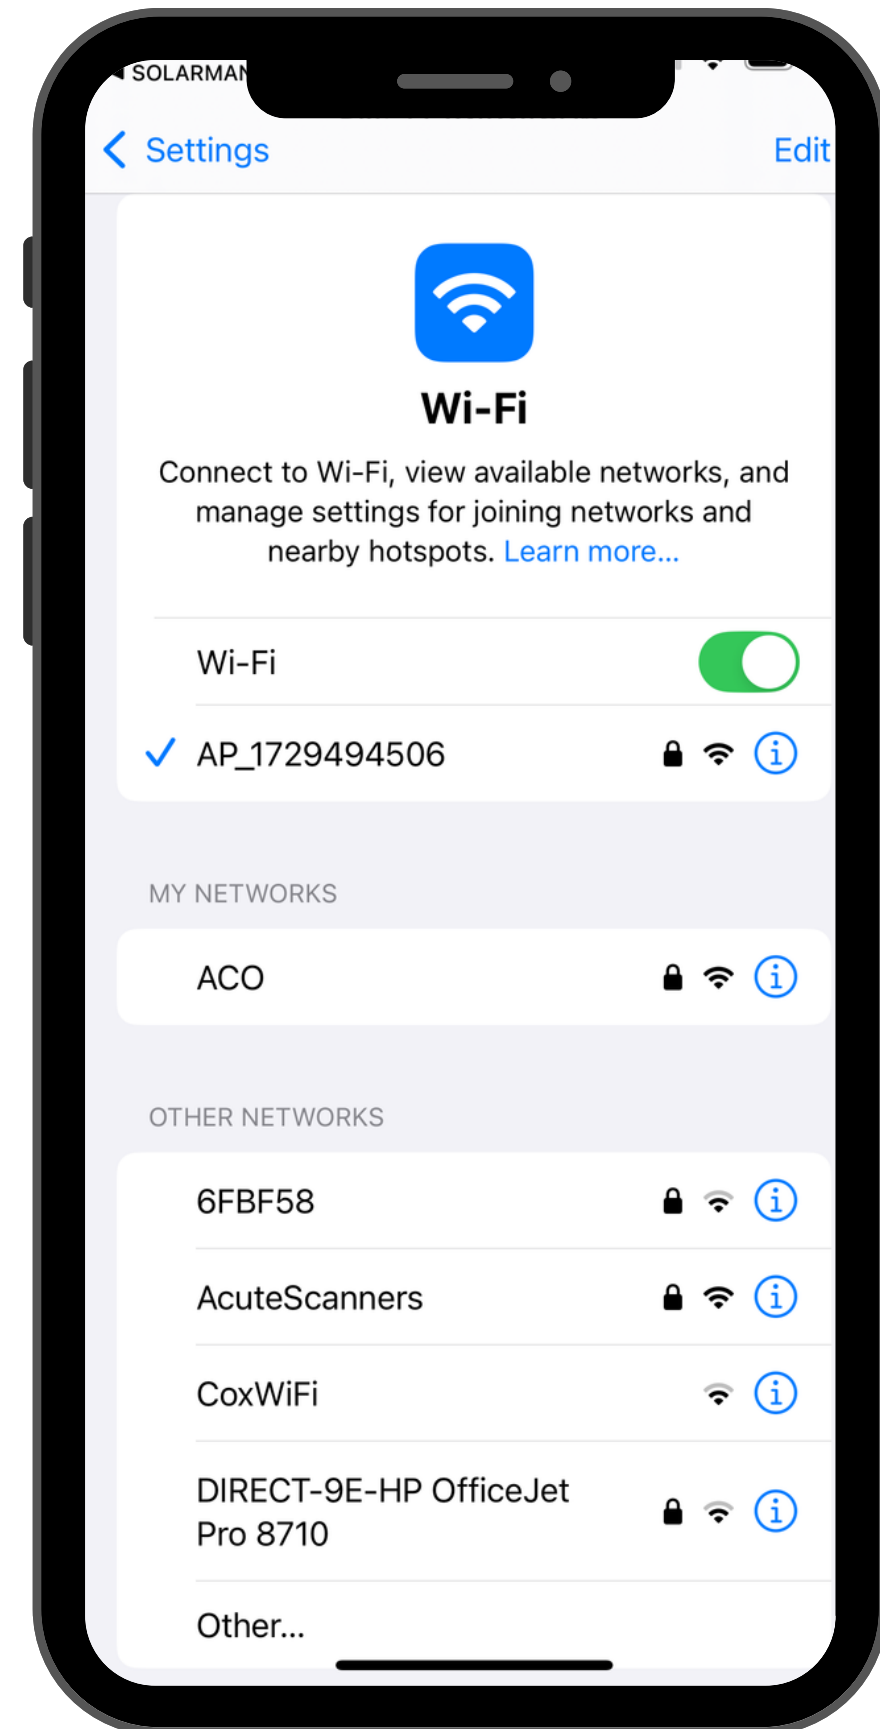 SOLARMAN
Settings
Edit
Wi-Fi
Connect to Wi-Fi, view available networks, and
manage settings for joining networks and
nearby hotspots. Learn more...
Wi-Fi
AP_1729494506
MY NETWORKS
ACO
OTHER NETWORKS
6FBF58
AcuteScanners
CoxWiFi
DIRECT-9E-HP OfficeJet
Pro 8710
Other...